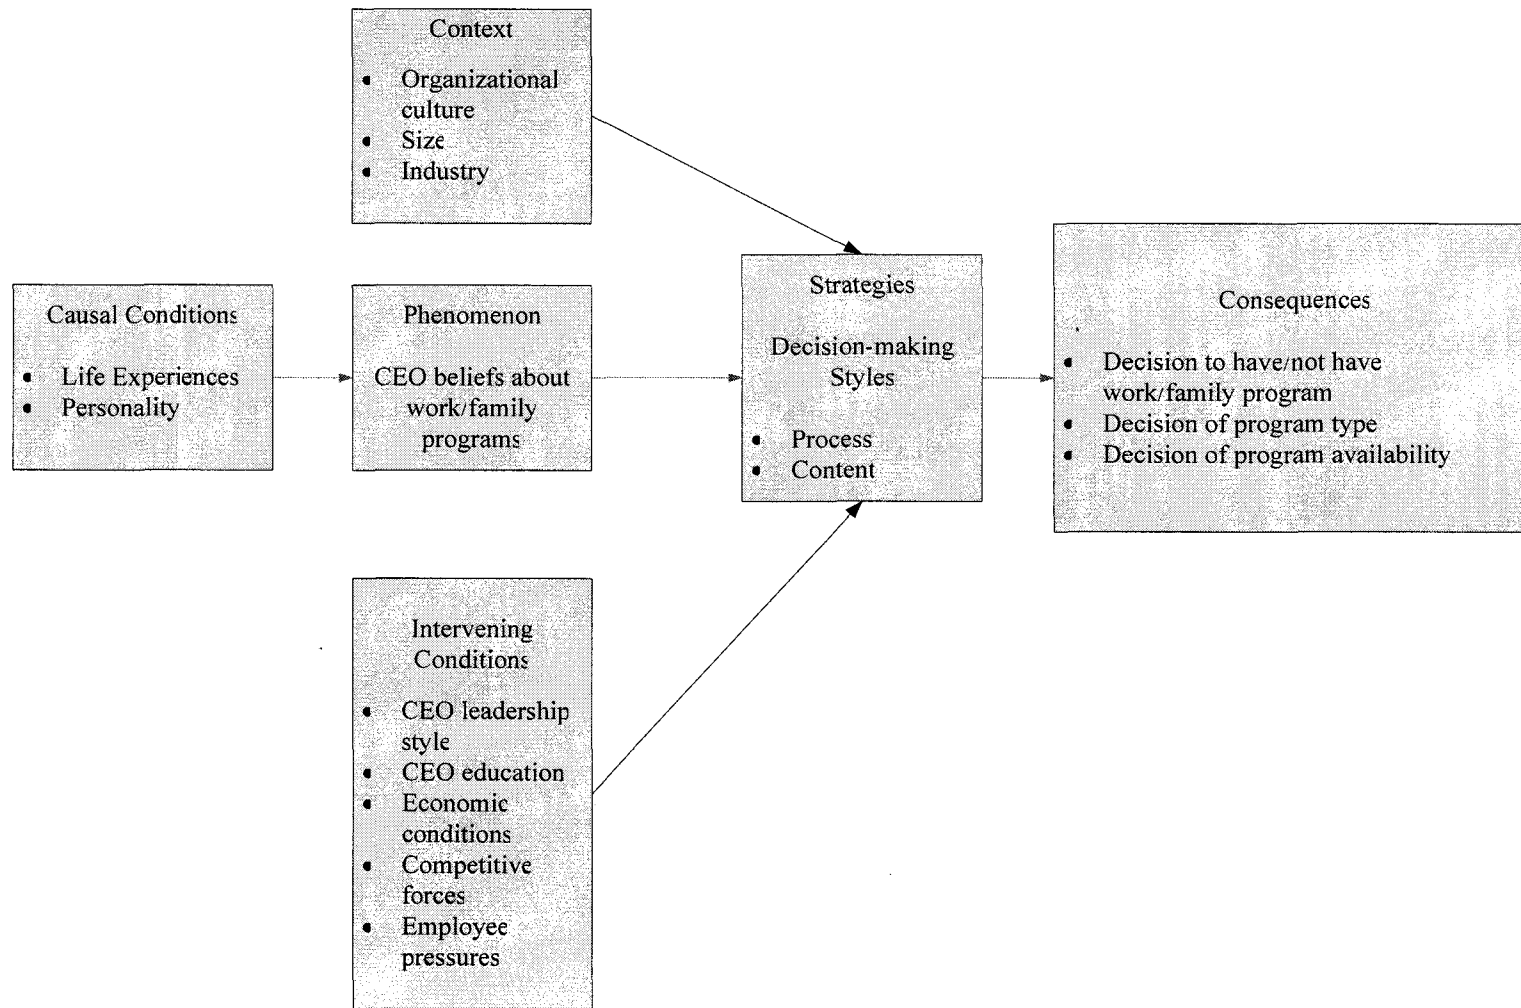 Context
• Organizational
culture
• Size
• Industry
Causal Conditions
• Life Experiences
• Personality
Phenomenon
CEO beliefs about
work/family
programs
Strategies
Decision-making
Styles
• Process
• Content
Consequences
• Decision to have/not have
work/family program
• Decision of program type
• Decision of program availability
Intervening
Conditions
• CEO leadership
style
• CEO education
• Economic
conditions
• Competitive
forces
• Employee
pressures